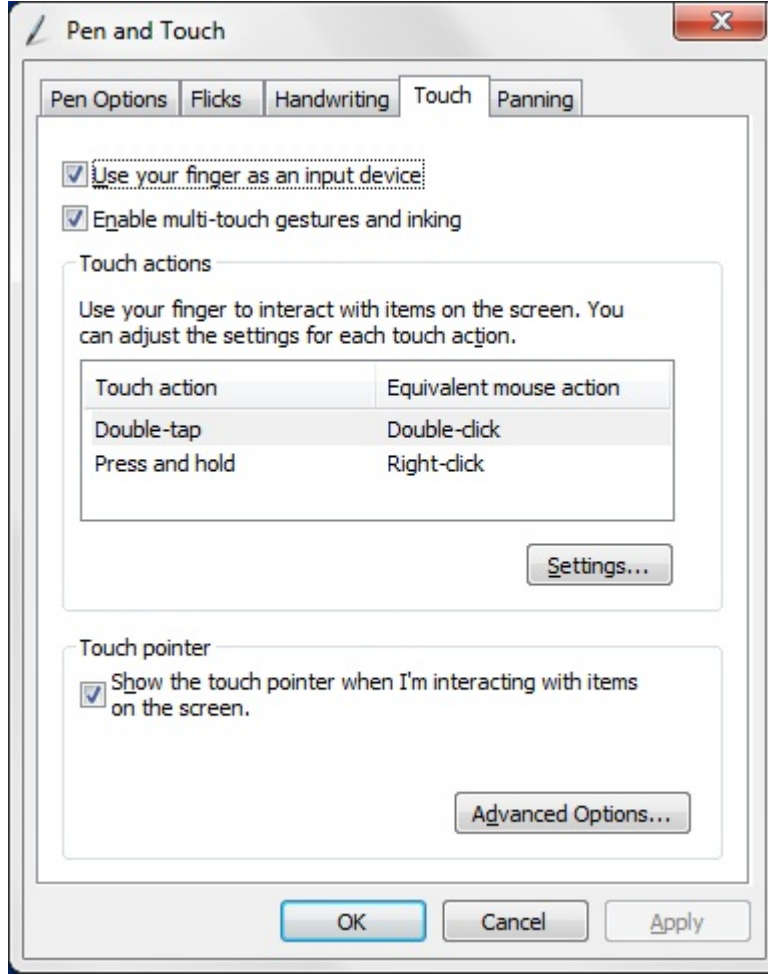 Pen and Touch
Pen Options Flicks Handwriting Touch Panning
Use your finger as an input device
Enable multi-touch gestures and inking
Touch actions
Use your finger to interact with items on the screen. You
can adjust the settings for each touch action.
Touch action Equivalent mouse action
Double-tap Double-click
Press and hold Right-click
Settings...
Touch pointer
Show the touch pointer when I'm interacting with items
on the screen.
Advanced Options...
OK Cancel Apply